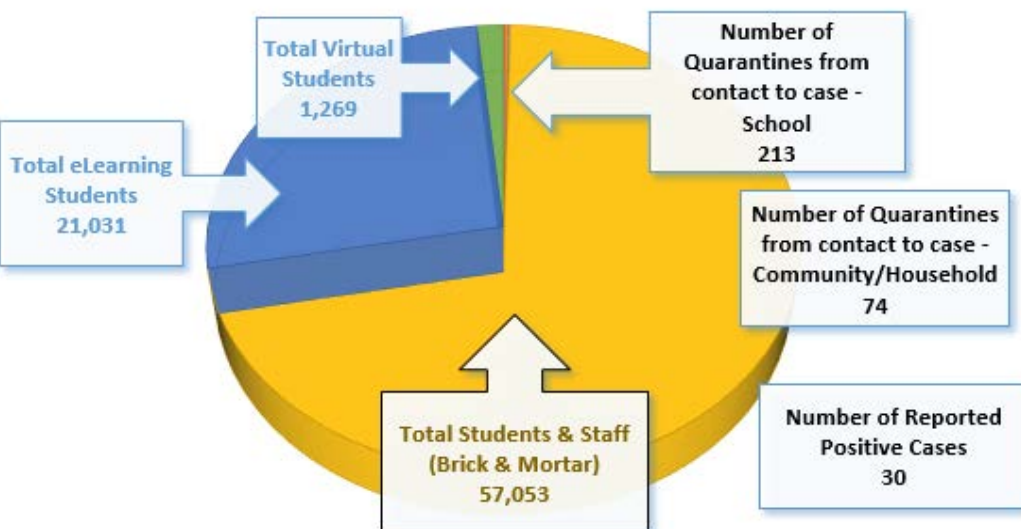 Total Virtual
Students
1,269
Number of
Quarantines from
contact to case -
School
213
Total eLearning
Students
21,031
Number of Quarantines
from contact to case -
Community/Household
74
Total Students & Staff
(Brick & Mortar)
57,053
Number of Reported
Positive Cases
30